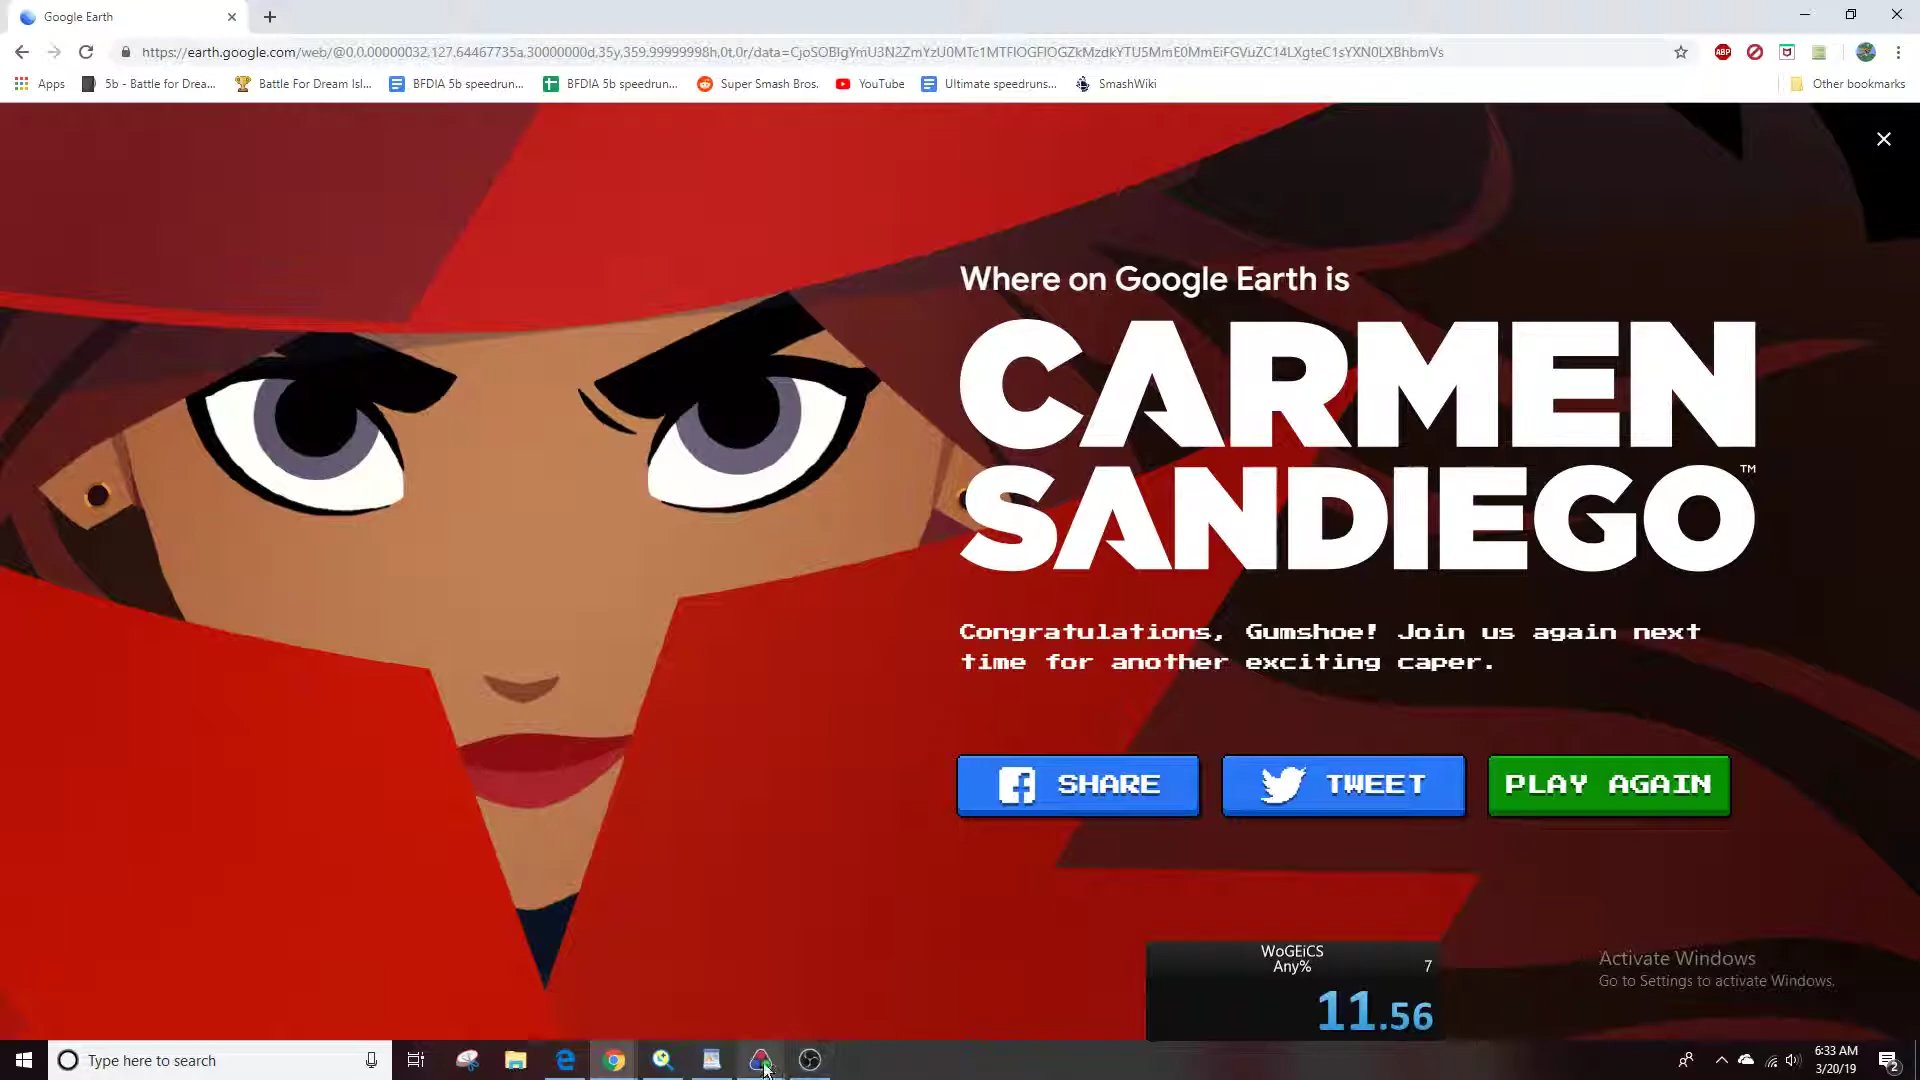 Google Earth
https://earth.google.com/web/@0,0.00000032,127.64467735a,30000000d,35y,359.99999998h,0t,0r/data=CjoSOBIgYmU3N2ZmYzU0MTc1MTFlOGFlOGZkMzdkYTU5MmE0MmEiFGVuZC14LXgteC1sYXN0LXBhbmVs
ABP
Apps
5b - Battle for Drea...
Battle For Dream Isl...
BFDIA 5b speedrun...
BFDIA 5b speedrun...
Super Smash Bros.
YouTube
Ultimate speedruns...
SmashWiki
Other bookmarks
Where on Google Earth is
CARMEN
SANDIEGO™
Congratulations, Gumshoe! Join us again next
time for another exciting caper.
SHARE
TWEET
PLAY AGAIN
WoGEiCS
Any% 7
11.56
Activate Windows
Go to Settings to activate Windows.
Type here to search
6:33 AM
3/20/19
2